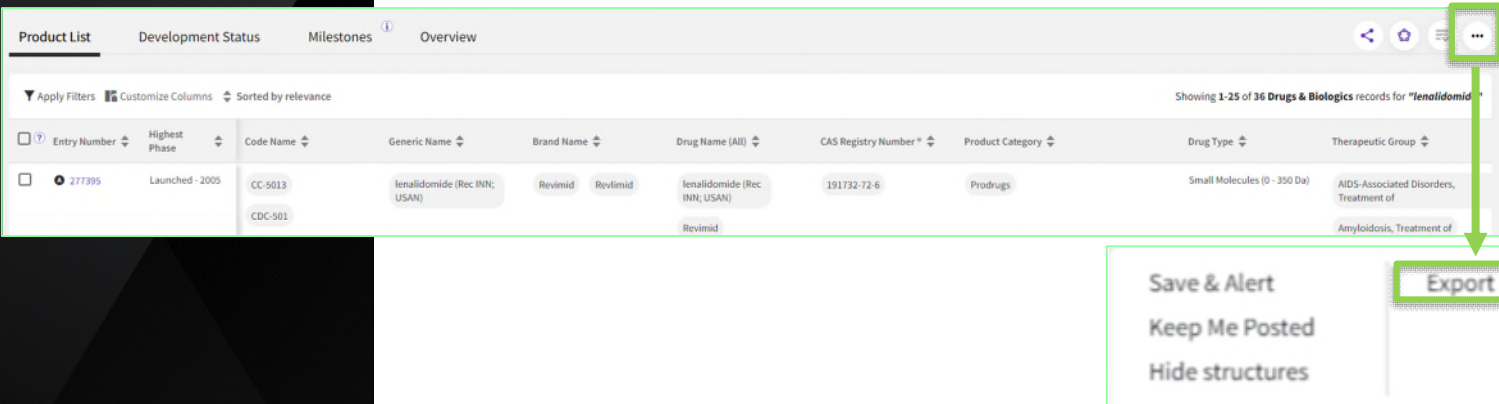 Product List Development Status Milestones i Overview
Apply Filters Customize Columns Sorted by relevance Showing 1-25 of 36 Drugs & Biologics records for "lenalidomide"
? Entry Number Highest Phase Code Name Generic Name Brand Name Drug Name (All) CAS Registry Number * Product Category Drug Type Therapeutic Group
A 277395 Launched - 2005 CC-5013 lenalidomide (Rec INN; USAN) Revimid Revlimid lenalidomide (Rec INN; USAN) 191732-72-6 Prodrugs Small Molecules (0 - 350 Da) AIDS-Associated Disorders, Treatment of
CDC-501 Revimid Amyloidosis, Treatment of
Save & Alert Export
Keep Me Posted
Hide structures